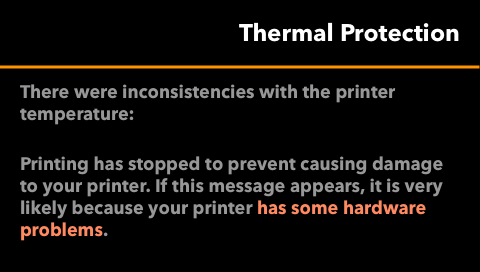 Thermal Protection
There were inconsistencies with the printer
temperature:
Printing has stopped to prevent causing damage
to your printer. If this message appears, it is very
likely because your printer has some hardware
problems.